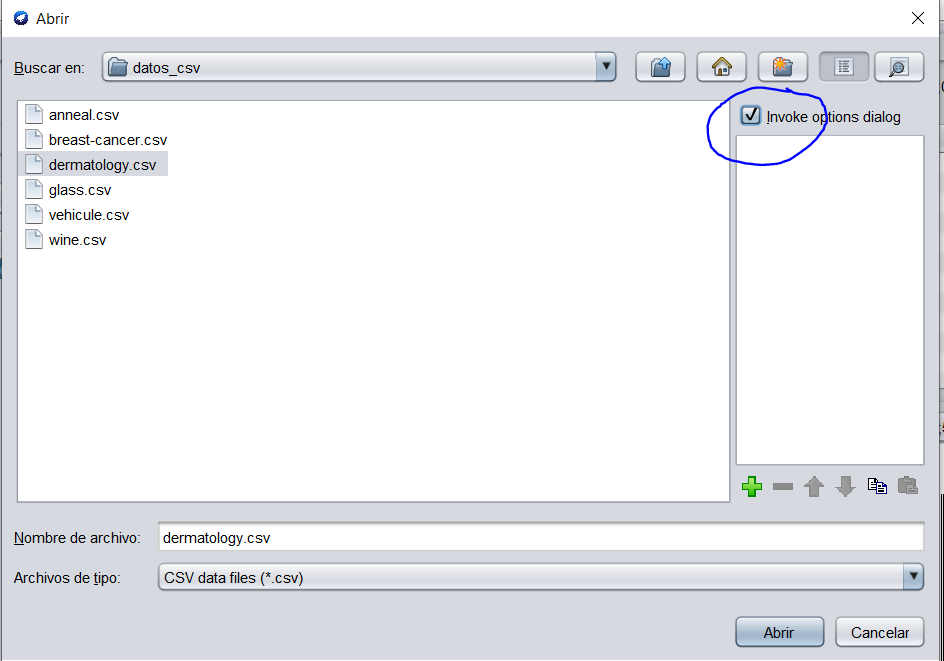 Abrir
Buscar en: datos_csv
anneal.csv
breast-cancer.csv
dermatology.csv
glass.csv
vehicule.csv
wine.csv
Invoke options dialog
Nombre de archivo: dermatology.csv
Archivos de tipo: CSV data files (*.csv)
Abrir Cancelar